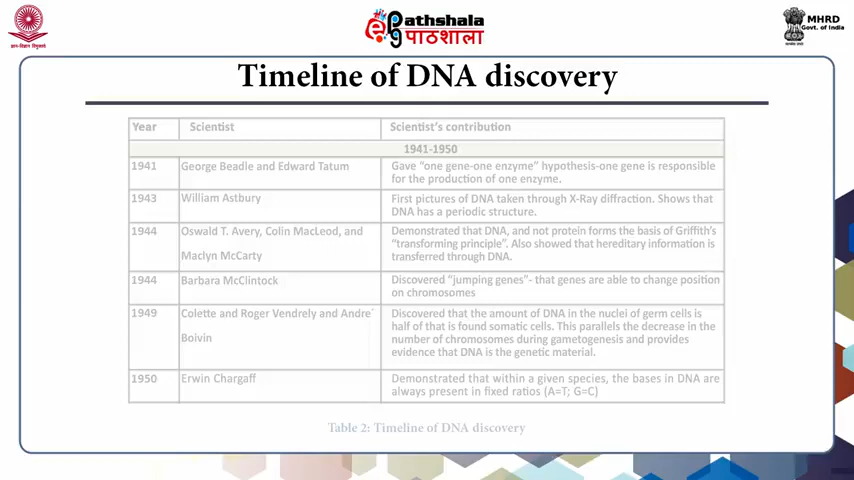 ज्ञान-विज्ञान विमुक्तये
Pathshala
पाठशाला
MHRD
Govt. of India
Timeline of DNA discovery
Year Scientist Scientist's contribution
1941-1950
1941 George Beadle and Edward Tatum Gave "one gene-one enzyme" hypothesis-one gene is responsible
for the production of one enzyme.
1943 William Astbury First pictures of DNA taken through X-Ray diffraction. Shows that
DNA has a periodic structure.
1944 Oswald T. Avery, Colin MacLeod, and Demonstrated that DNA, and not protein forms the basis of Griffith's
Maclyn McCarty "transforming principle". Also showed that hereditary information is
transferred through DNA.
1944 Barbara McClintock Discovered "jumping genes"- that genes are able to change position
on chromosomes
1949 Colette and Roger Vendrely and Andre´ Discovered that the amount of DNA in the nuclei of germ cells is
Boivin half of that is found somatic cells. This parallels the decrease in the
number of chromosomes during gametogenesis and provides
evidence that DNA is the genetic material.
1950 Erwin Chargaff Demonstrated that within a given species, the bases in DNA are
always present in fixed ratios (A=T; G=C)
Table 2: Timeline of DNA discovery